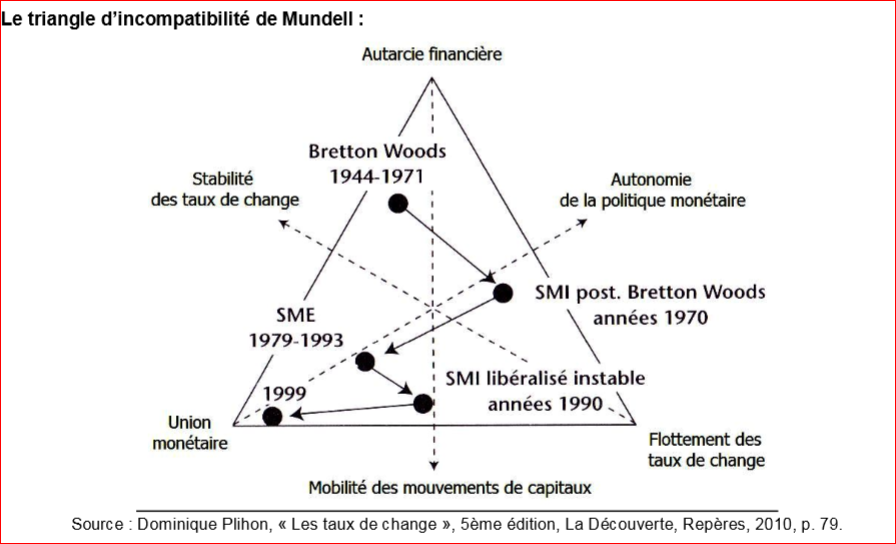 Le triangle d’incompatibilité de Mundell :
Autarcie financière
Bretton Woods
1944-1971
Stabilité
des taux de change
Autonomie
de la politique monétaire
SMI post. Bretton Woods
années 1970
SME
1979-1993
SMI libéralisé instable
années 1990
1999
Union
monétaire
Flottement des
taux de change
Mobilité des mouvements de capitaux
Source : Dominique Plihon, « Les taux de change », 5ème édition, La Découverte, Repères, 2010, p. 79.